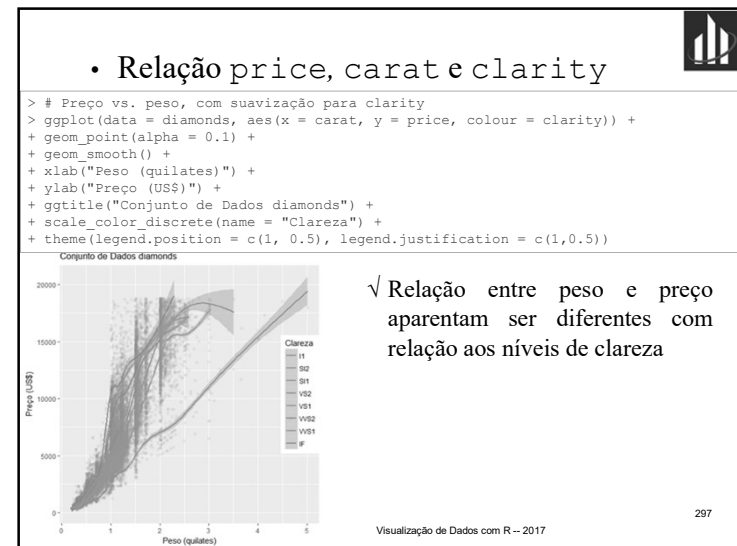 • Relação price, carat e clarity
> # Preço vs. peso, com suavização para clarity
> ggplot(data = diamonds, aes(x = carat, y = price, colour = clarity)) +
+ geom_point(alpha = 0.1) +
+ geom_smooth() +
+ xlab("Peso (quilates)") +
+ ylab("Preço (US$)") +
+ ggtitle("Conjunto de Dados diamonds") +
+ scale_color_discrete(name = "Clareza") +
+ theme(legend.position = c(1, 0.5), legend.justification = c(1,0.5))
Conjunto de Dados diamonds
Preço (US$)
20000
15000
10000
5000
0
0 1 2 3 4 5
Peso (quilates)
Clareza
I1
SI2
SI1
VS2
VS1
VVS2
VVS1
IF
√ Relação entre peso e preço
aparentam ser diferentes com
relação aos níveis de clareza
297
Visualização de Dados com R -- 2017